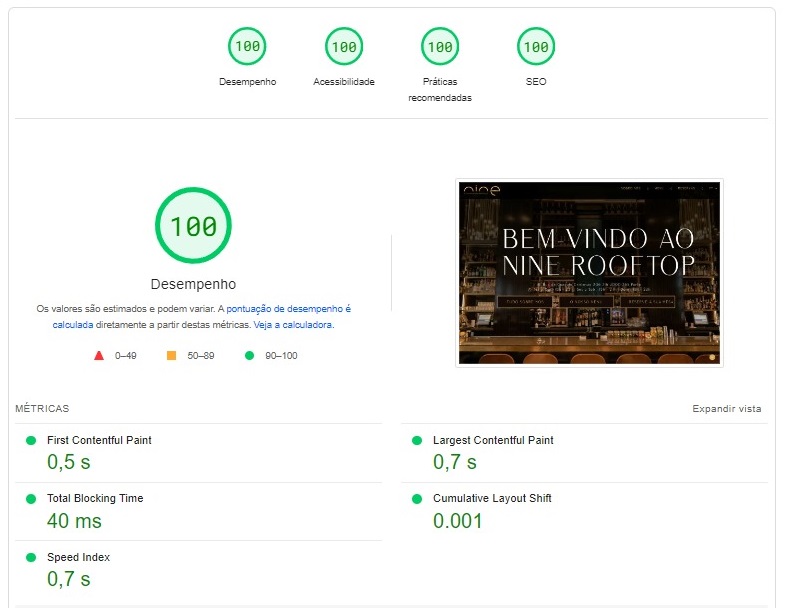 100
100
100
100
Desempenho
Acessibilidade
Práticas
recomendadas
SEO
100
Desempenho
Os valores são estimados e podem variar. A pontuação de desempenho é
calculada diretamente a partir destas métricas. Veja a calculadora.
0–49
50–89
90–100
nine
BEM-VINDO AO
NINE ROOFTOP
MÉTRICAS
Expandir vista
First Contentful Paint
0,5 s
Largest Contentful Paint
0,7 s
Total Blocking Time
40 ms
Cumulative Layout Shift
0.001
Speed Index
0,7 s